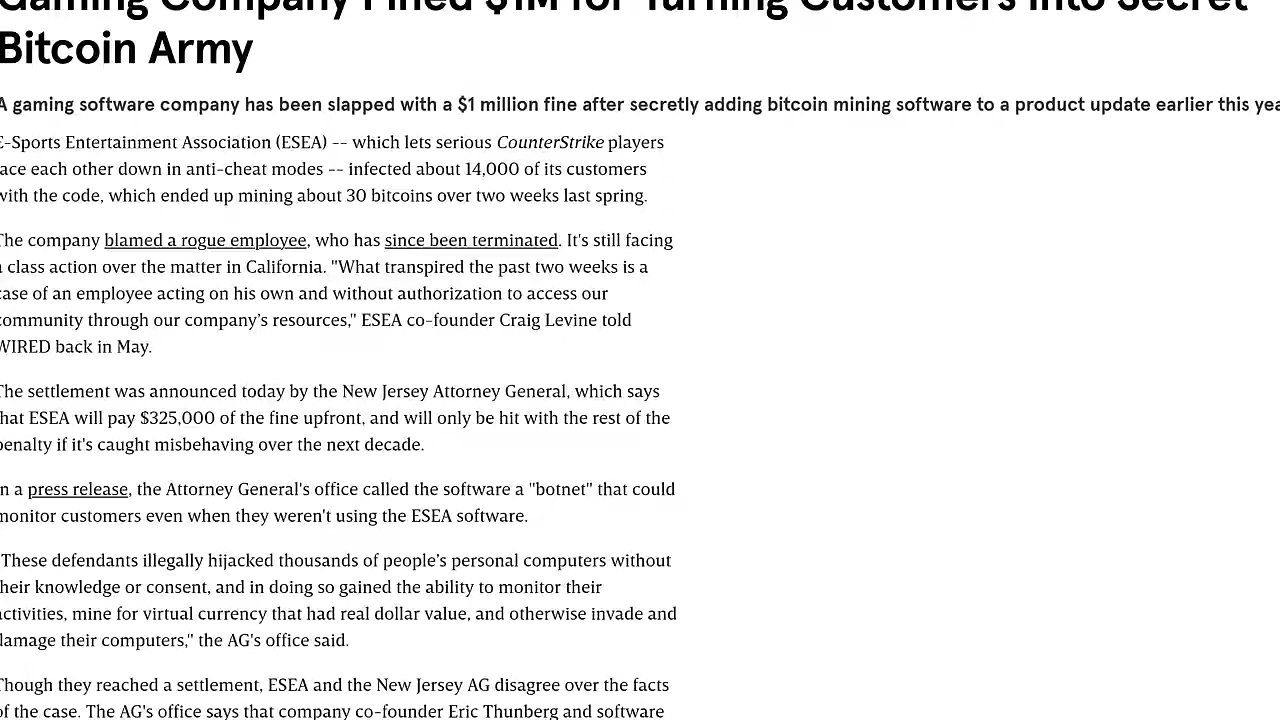 Gaming Company Fined $1M for Turning Customers Into Secret
Bitcoin Army
A gaming software company has been slapped with a $1 million fine after secretly adding bitcoin mining software to a product update earlier this yea
E-Sports Entertainment Association (ESEA) -- which lets serious CounterStrike players
face each other down in anti-cheat modes -- infected about 14,000 of its customers
with the code, which ended up mining about 30 bitcoins over two weeks last spring.
The company blamed a rogue employee, who has since been terminated. It's still facing
a class action over the matter in California. "What transpired the past two weeks is a
case of an employee acting on his own and without authorization to access our
community through our company’s resources," ESEA co-founder Craig Levine told
WIRED back in May.
The settlement was announced today by the New Jersey Attorney General, which says
that ESEA will pay $325,000 of the fine upfront, and will only be hit with the rest of the
penalty if it's caught misbehaving over the next decade.
In a press release, the Attorney General's office called the software a "botnet" that could
monitor customers even when they weren't using the ESEA software.
"These defendants illegally hijacked thousands of people’s personal computers without
their knowledge or consent, and in doing so gained the ability to monitor their
activities, mine for virtual currency that had real dollar value, and otherwise invade and
damage their computers," the AG's office said.
Though they reached a settlement, ESEA and the New Jersey AG disagree over the facts
of the case. The AG's office says that company co-founder Eric Thunberg and software